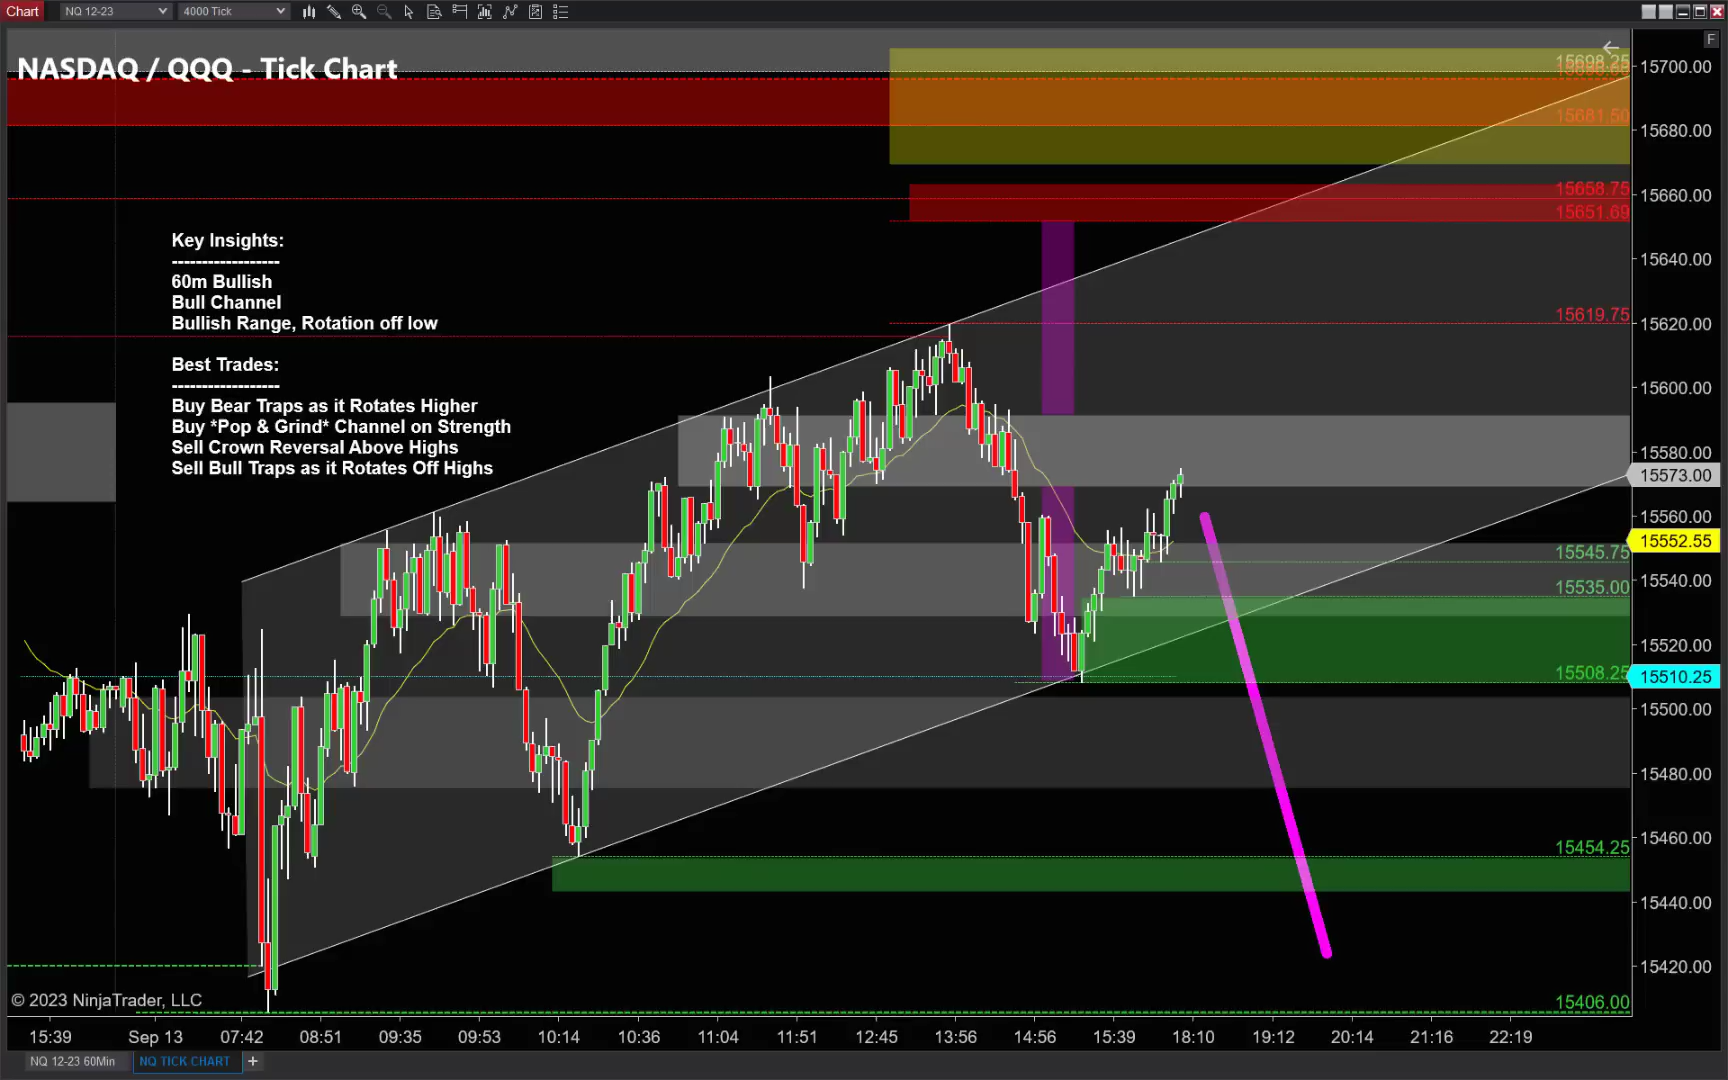 Chart
NQ 12-23
4000 Tick
F
NASDAQ / QQQ - Tick Chart
Key Insights:
------------------
60m Bullish
Bull Channel
Bullish Range, Rotation off low
Best Trades:
------------------
Buy Bear Traps as it Rotates Higher
Buy *Pop & Grind* Channel on Strength
Sell Crown Reversal Above Highs
Sell Bull Traps as it Rotates Off Highs
15698.25
15681.50
15658.75
15651.69
15619.75
15545.75
15535.00
15508.25
15454.25
15406.00
15700.00
15680.00
15660.00
15640.00
15620.00
15600.00
15580.00
15573.00
15560.00
15552.55
15540.00
15520.00
15510.25
15500.00
15480.00
15460.00
15440.00
15420.00
© 2023 NinjaTrader, LLC
15:39 Sep 13 07:42 08:51 09:35 09:53 10:14 10:36 11:04 11:51 12:45 13:56 14:56 15:39 18:10 19:12 20:14 21:16 22:19
NQ 12-23 60Min NQ TICK CHART +